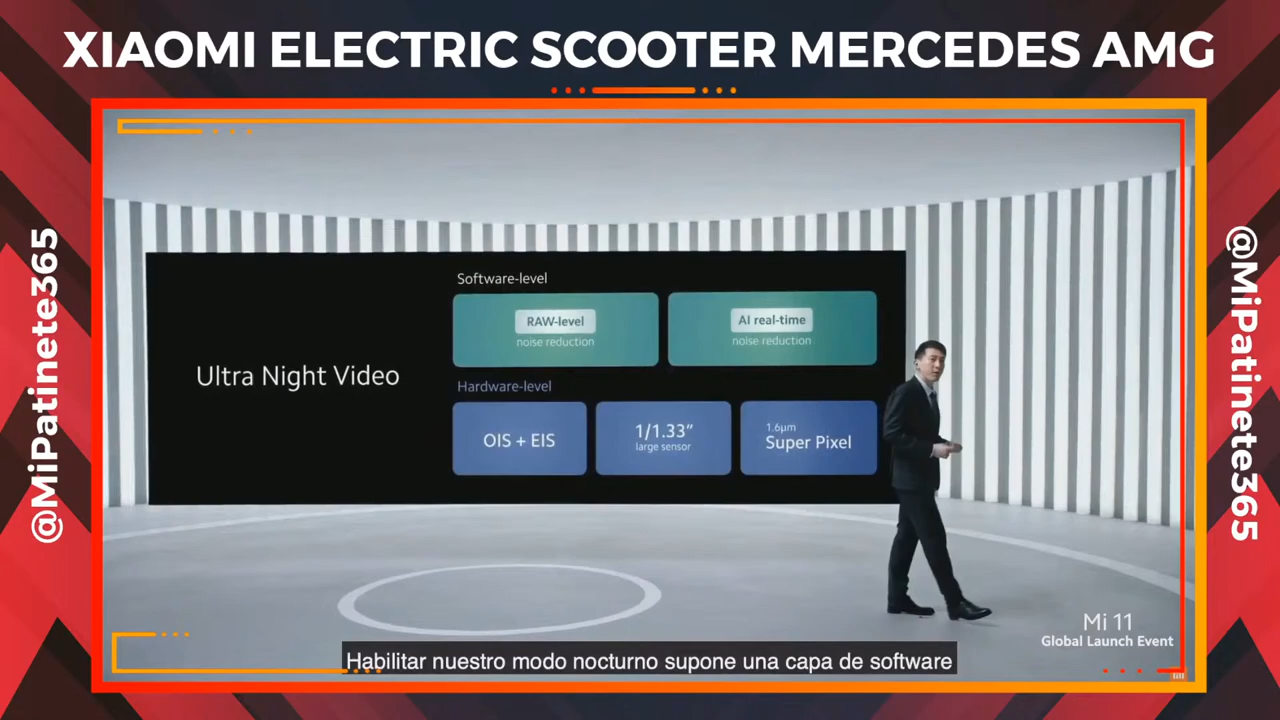 XIAOMI ELECTRIC SCOOTER MERCEDES AMG
@MiPatinete365
Ultra Night Video
Software-level
RAW-level
noise reduction
AI real-time
noise reduction
Hardware-level
OIS + EIS
1/1.33”
large sensor
1.6µm
Super Pixel
@MiPatinete365
Mi 11
Global Launch Event
Habilitar nuestro modo nocturno supone una capa de software